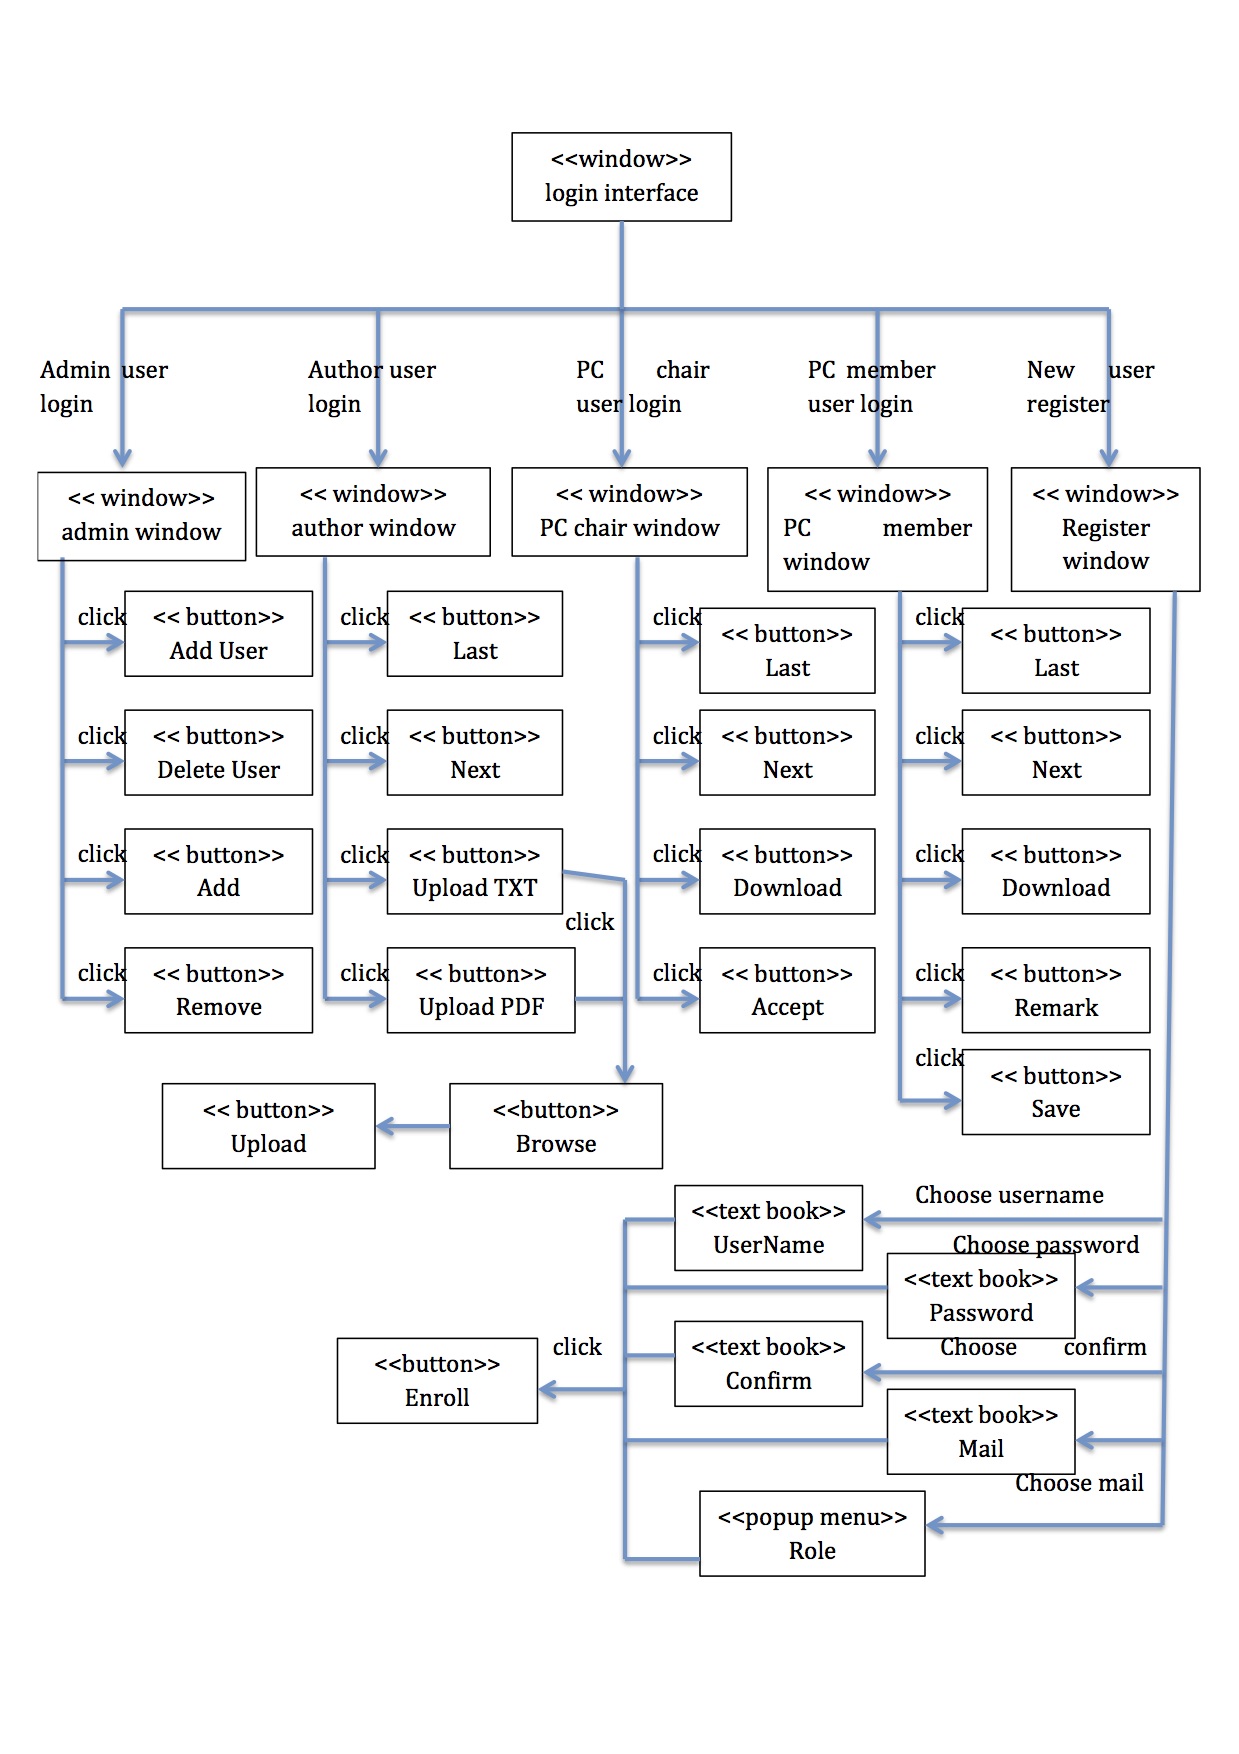 <<window>>
login interface
Admin user
login
Author user
login
PC chair
user login
PC member
user login
New user
register
<< window>>
admin window
<< window>>
author window
<< window>>
PC chair window
<< window>>
PC member
window
<< window>>
Register
window
click
<< button>>
Add User
click
<< button>>
Last
click
<< button>>
Last
click
<< button>>
Last
click
<< button>>
Delete User
click
<< button>>
Next
click
<< button>>
Next
click
<< button>>
Next
click
<< button>>
Add
click
<< button>>
Upload TXT
click
click
<< button>>
Download
click
<< button>>
Download
click
<< button>>
Remove
click
<< button>>
Upload PDF
click
<< button>>
Accept
click
<< button>>
Remark
click
<< button>>
Save
<< button>>
Upload
<<button>>
Browse
Choose username
<<text book>>
UserName
Choose password
<<text book>>
Password
Choose confirm
<<text book>>
Confirm
click
<<button>>
Enroll
<<text book>>
Mail
Choose mail
<<popup menu>>
Role